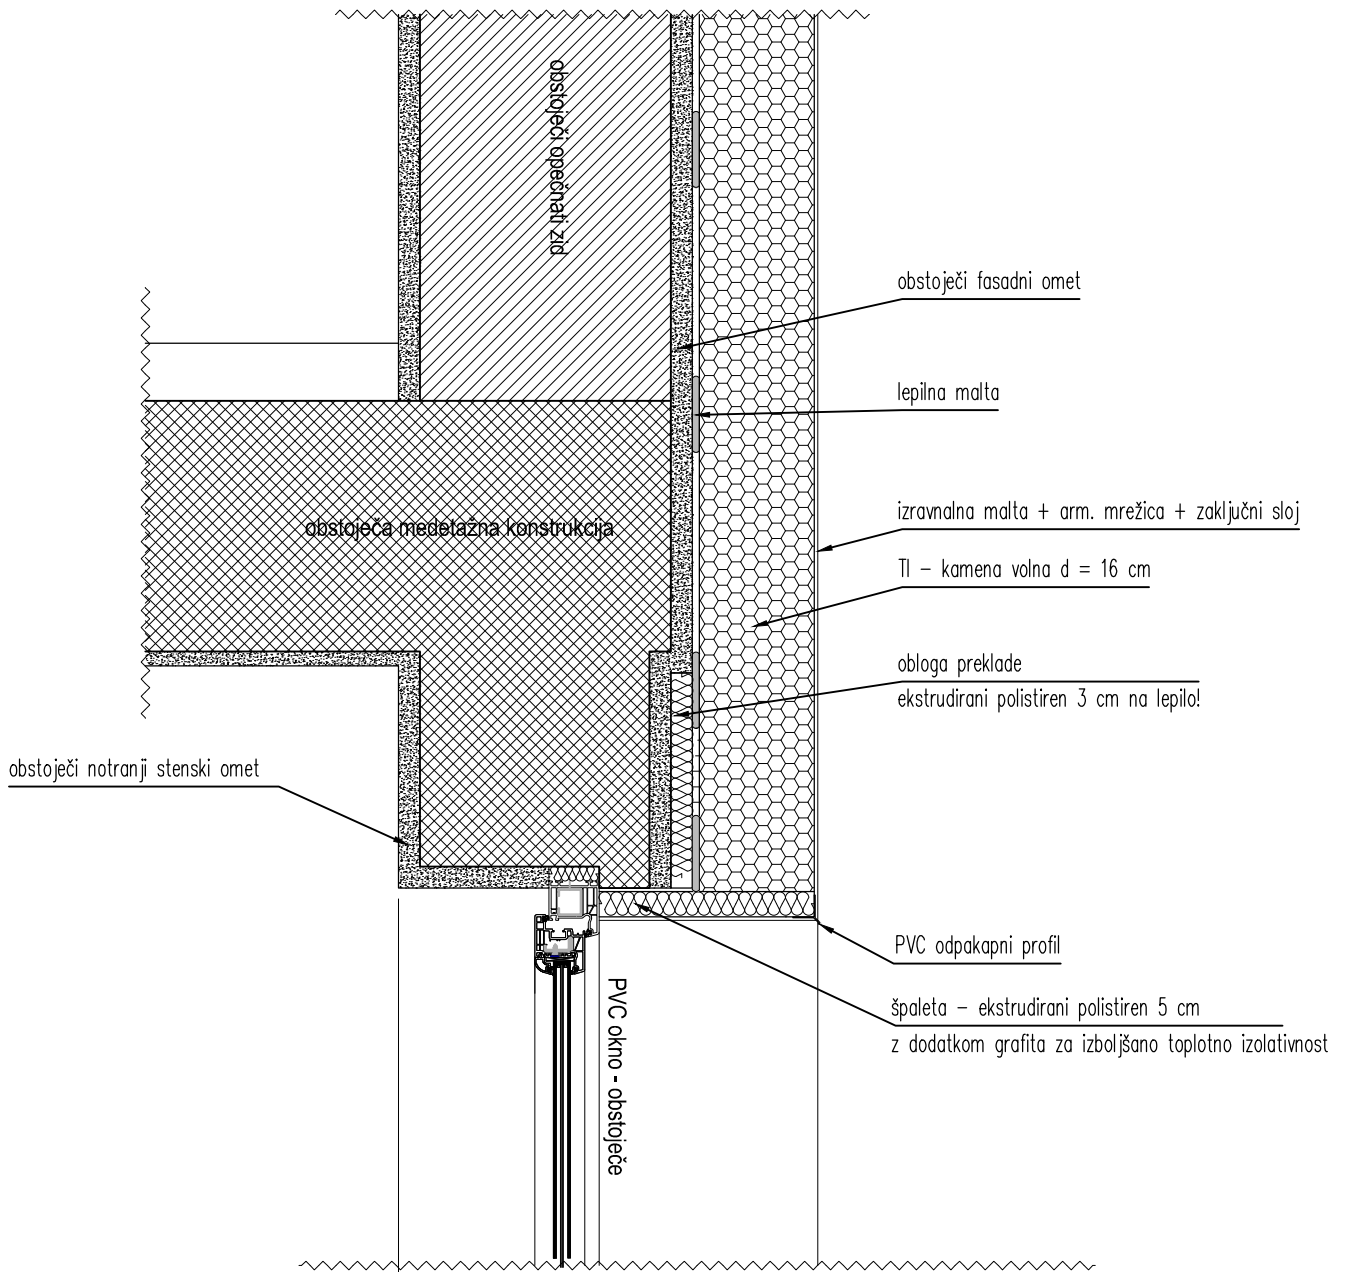 obstoječi opečnati zid
obstoječi fasadni omet
lepilna malta
izravnalna malta + arm. mrežica + zaključni sloj
obstoječa medetažna konstrukcija
TI – kamena volna d = 16 cm
obloga preklade
ekstrudirani polistiren 3 cm na lepilo!
obstoječi notranji stenski omet
PVC odpakapni profil
PVC okno - obstoječe
špaleta – ekstrudirani polistiren 5 cm
z dodatkom grafita za izboljšano toplotno izolativnost